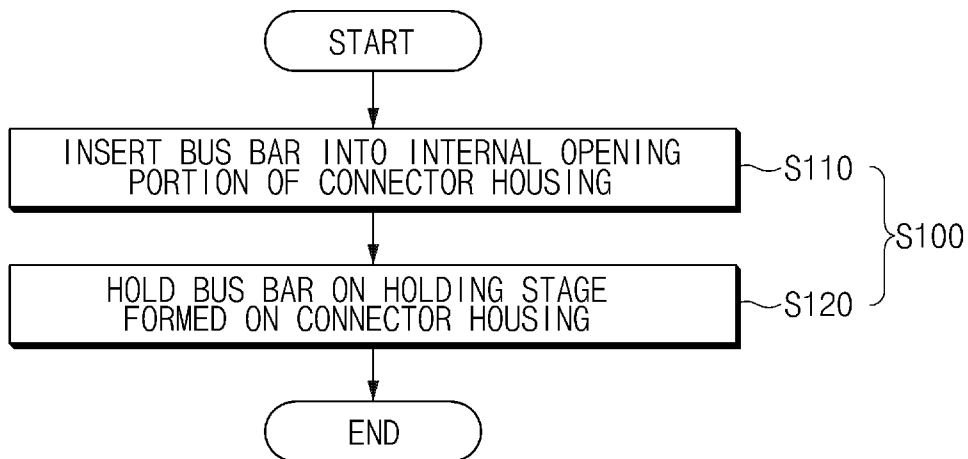 START
INSERT BUS BAR INTO INTERNAL OPENING
PORTION OF CONNECTOR HOUSING
S110
S100
HOLD BUS BAR ON HOLDING STAGE
FORMED ON CONNECTOR HOUSING
S120
END